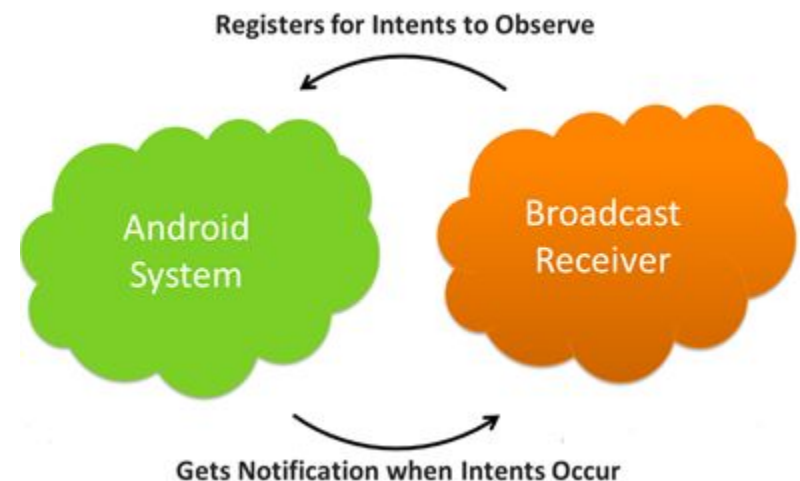 Registers for Intents to Observe
Android
System
Broadcast
Receiver
Gets Notification when Intents Occur